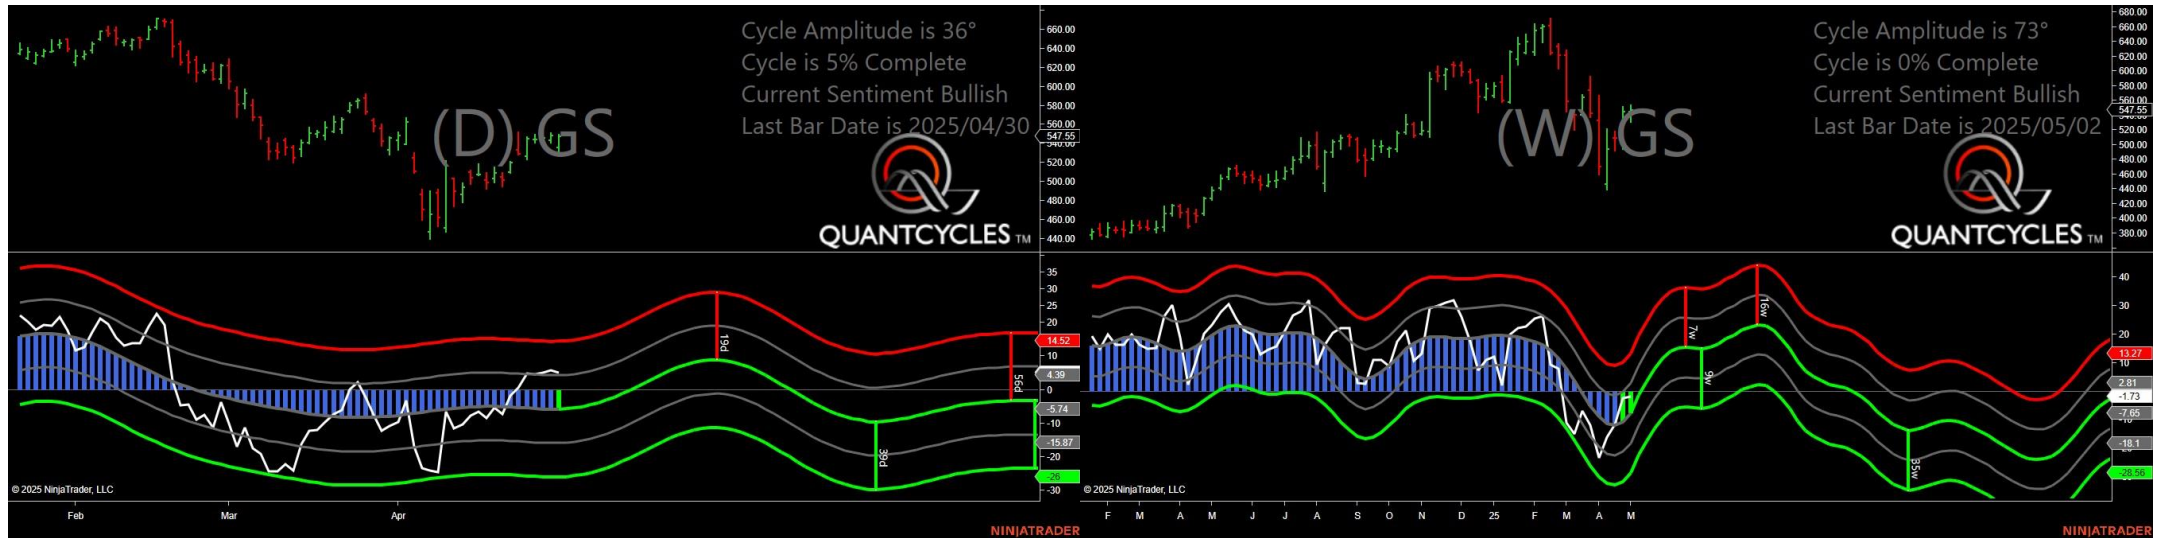 Cycle Amplitude is 36°
Cycle is 5% Complete
Current Sentiment Bullish
Last Bar Date is 2025/04/30
(D) GS
QUANTCYCLES TM
660.00
640.00
620.00
600.00
580.00
560.00
547.55
540.00
520.00
500.00
480.00
460.00
440.00
35
30
25
20
14.52
10
4.39
0
-5.74
-10
-15.87
-20
-26
-30
19d
39d
56d
© 2025 NinjaTrader, LLC
Feb Mar Apr
NINJATRADER
Cycle Amplitude is 73°
Cycle is 0% Complete
Current Sentiment Bullish
Last Bar Date is 2025/05/02
(W) GS
QUANTCYCLES TM
680.00
660.00
640.00
620.00
600.00
580.00
560.00
547.55
520.00
500.00
480.00
460.00
440.00
420.00
400.00
380.00
40
30
20
13.27
10
2.81
-1.73
-7.65
-18.1
-28.56
7w
9w
16w
35w
© 2025 NinjaTrader, LLC
F M A M J J A S O N D 25 F M A M
NINJATRADER